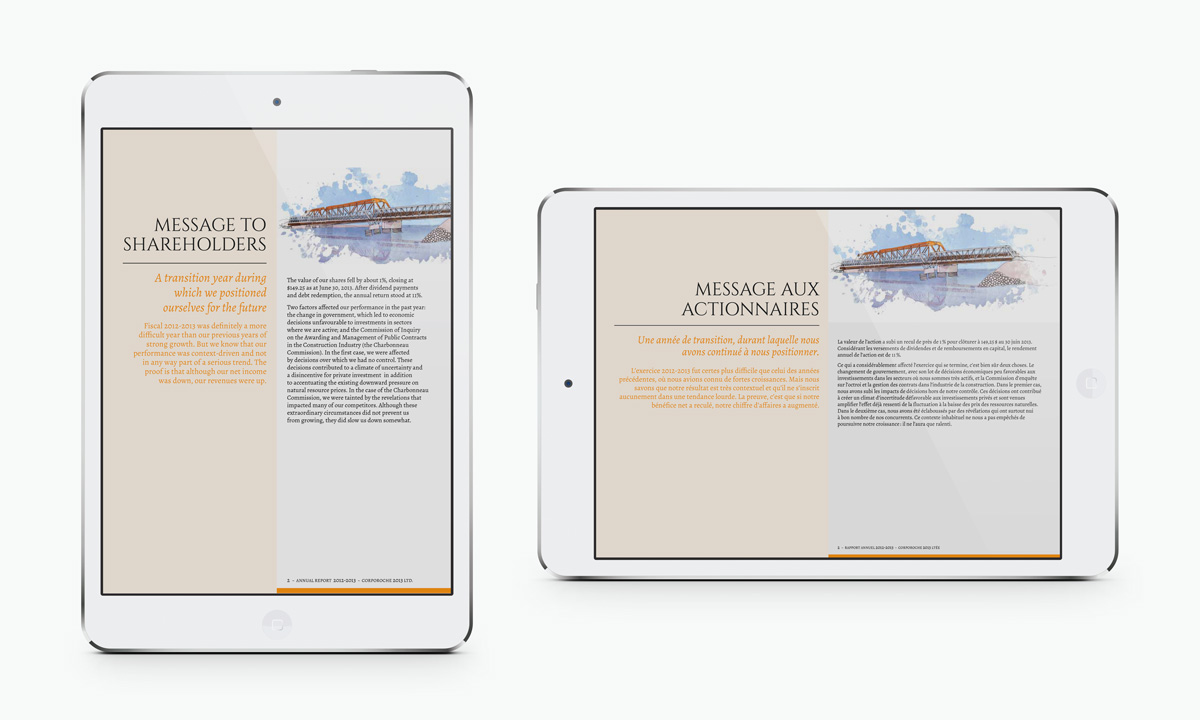 MESSAGE TO
SHAREHOLDERS
A transition year during
which we positioned
ourselves for the future
Fiscal 2012-2013 was definitely a more
difficult year than our previous years of
strong growth. But we know that our
performance was context-driven and not
in any way part of a serious trend. The
proof is that although our net income
was down, our revenues were up.
The value of our shares fell by about 1%, closing at
$149.25 as at June 30, 2013. After dividend payments
and debt redemption, the annual return stood at 11%.
Two factors affected our performance in the past year:
the change in government, which led to economic
decisions unfavourable to investments in sectors
where we are active; and the Commission of Inquiry
on the Awarding and Management of Public Contracts
in the Construction Industry (the Charbonneau
Commission). In the first case, we were affected
by decisions over which we had no control. These
decisions contributed to a climate of uncertainty and
a disincentive for private investment in addition
to accentuating the existing downward pressure on
natural resource prices. In the case of the Charbonneau
Commission, we were tainted by the revelations that
impacted many of our competitors. Although these
extraordinary circumstances did not prevent us
from growing, they did slow us down somewhat.
2 – ANNUAL REPORT 2012-2013 – CORPOROCHE 2013 LTD.
MESSAGE AUX
ACTIONNAIRES
Une année de transition, durant laquelle nous
avons continué à nous positionner.
L'exercice 2012-2013 fut certes plus difficile que celui des années
précédentes, où nous avions connu de fortes croissances. Mais nous
savons que notre résultat est très contextuel et qu'il ne s'inscrit
aucunement dans une tendance lourde. La preuve, c'est que si notre
bénéfice net a reculé, notre chiffre d'affaires a augmenté.
La valeur de l'action a subi un recul de près de 1% pour clôturer à 149,25 $ au 30 juin 2013.
Considérant les versements de dividendes et de remboursements en capital, le rendement
annuel de l'action est de 11 %.
Ce qui a considérablement affecté l'exercice qui se termine, c'est bien sûr deux choses. Le
changement de gouvernement, avec son lot de décisions économiques peu favorables aux
investissements dans les secteurs où nous sommes très actifs, et la Commission d'enquête
sur l'octroi et la gestion des contrats dans l'industrie de la construction. Dans le premier cas,
nous avons subi les impacts de décisions hors de notre contrôle. Ces décisions ont contribué
à créer un climat d'incertitude défavorable aux investissements privés et sont venues
amplifier l'effet déjà ressenti de la fluctuation à la baisse des prix des ressources naturelles.
Dans le deuxième cas, nous avons été éclaboussés par des révélations qui ont surtout nui
à bon nombre de nos concurrents. Ce contexte inhabituel ne nous a pas empêchés de
poursuivre notre croissance : il ne l'aura que ralenti.
2 – RAPPORT ANNUEL 2012-2013 – CORPOROCHE 2013 LTÉE